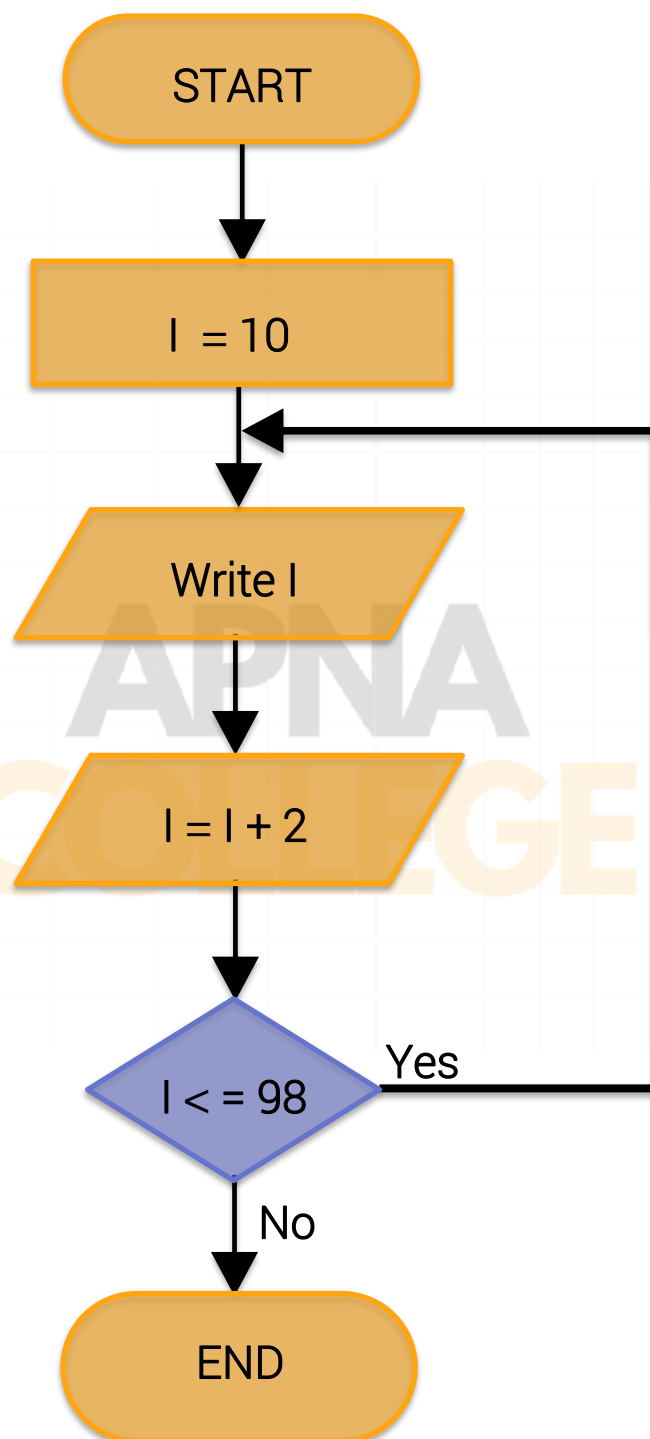 START
I = 10
Write I
APNA
I = I + 2
COLLEGE
I < = 98
Yes
No
END